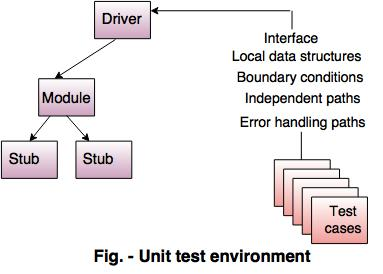 Driver
Interface
Local data structures
Boundary conditions
Module
Independent paths
Error handling paths
Stub
Stub
Test
cases
Fig. - Unit test environment